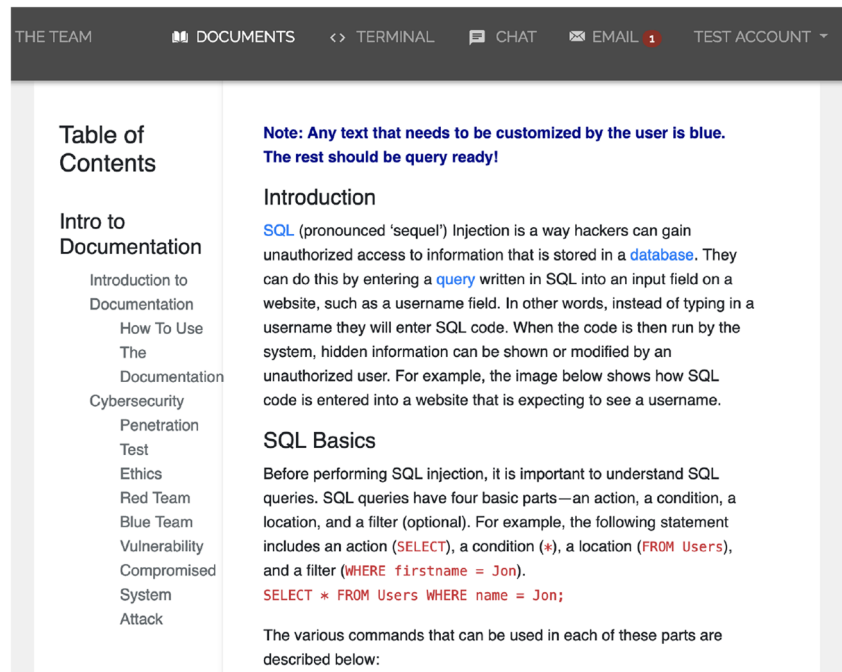 THE TEAM DOCUMENTS <> TERMINAL CHAT EMAIL 1 TEST ACCOUNT
Table of
Contents
Intro to
Documentation
Introduction to
Documentation
How To Use
The
Documentation
Cybersecurity
Penetration
Test
Ethics
Red Team
Blue Team
Vulnerability
Compromised
System
Attack
Note: Any text that needs to be customized by the user is blue.
The rest should be query ready!
Introduction
SQL (pronounced ‘sequel’) Injection is a way hackers can gain
unauthorized access to information that is stored in a database. They
can do this by entering a query written in SQL into an input field on a
website, such as a username field. In other words, instead of typing in a
username they will enter SQL code. When the code is then run by the
system, hidden information can be shown or modified by an
unauthorized user. For example, the image below shows how SQL
code is entered into a website that is expecting to see a username.
SQL Basics
Before performing SQL injection, it is important to understand SQL
queries. SQL queries have four basic parts—an action, a condition, a
location, and a filter (optional). For example, the following statement
includes an action (SELECT), a condition (*), a location (FROM Users),
and a filter (WHERE firstname = Jon).
SELECT * FROM Users WHERE name = Jon;
The various commands that can be used in each of these parts are
described below: